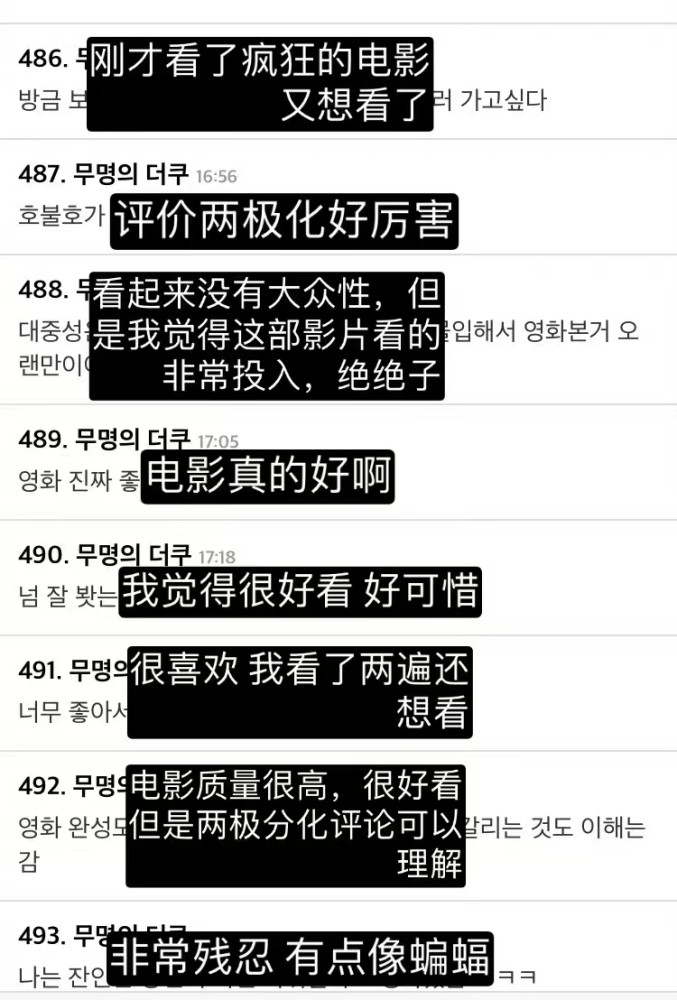 486. 무
刚才看了疯狂的电影
又想看了
방금 보
러 가고싶다
487. 무명의 더쿠 16:56
호불호가
评价两极化好厉害
488. 무
看起来没有大众性，但
是我觉得这部影片看的
非常投入，绝绝子
대중성은
몰입해서 영화본거 오
랜만이야
489. 무명의 더쿠 17:05
영화 진짜 좋
电影真的好啊
490. 무명의 더쿠 17:18
넘 잘 봤는
我觉得很好看 好可惜
491. 무명의
很喜欢 我看了两遍还
想看
너무 좋아서
492. 무명의
电影质量很高，很好看
但是两极分化评论可以
理解
영화 완성도
갈리는 것도 이해는
감
493. 무명의 더쿠
非常残忍 有点像蝙蝠
나는 잔인
ㅋㅋ